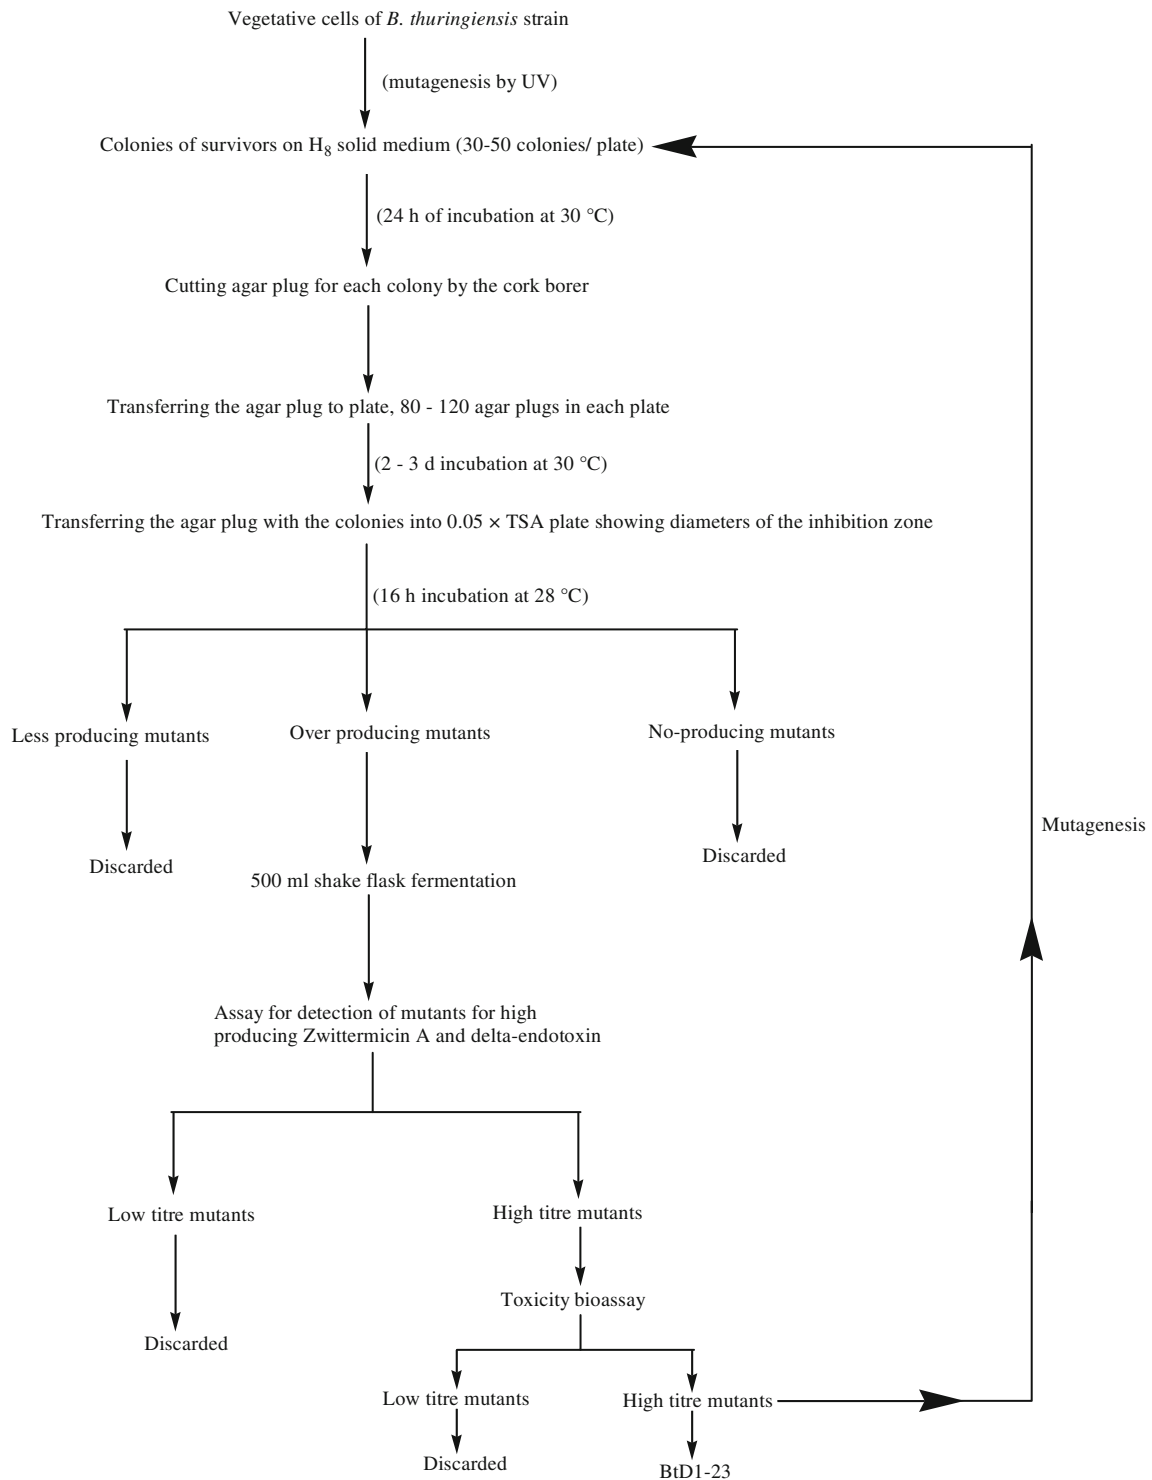 Vegetative cells of B. thuringiensis strain
(mutagenesis by UV)
Colonies of survivors on H8 solid medium (30-50 colonies/ plate)
(24 h of incubation at 30 °C)
Cutting agar plug for each colony by the cork borer
Transferring the agar plug to plate, 80 - 120 agar plugs in each plate
(2 - 3 d incubation at 30 °C)
Transferring the agar plug with the colonies into 0.05 × TSA plate showing diameters of the inhibition zone
(16 h incubation at 28 °C)
Less producing mutants
Over producing mutants
No-producing mutants
Mutagenesis
Discarded
500 ml shake flask fermentation
Discarded
Assay for detection of mutants for high
producing Zwittermicin A and delta-endotoxin
Low titre mutants
High titre mutants
Toxicity bioassay
Discarded
Low titre mutants
High titre mutants
Discarded
BtD1-23